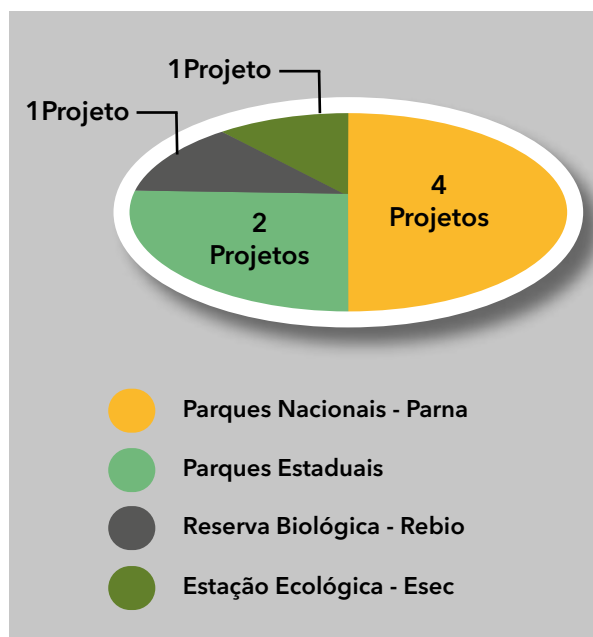 1Projeto
1Projeto
4
Projetos
2
Projetos
Parques Nacionais - Parna
Parques Estaduais
Reserva Biológica - Rebio
Estação Ecológica - Esec